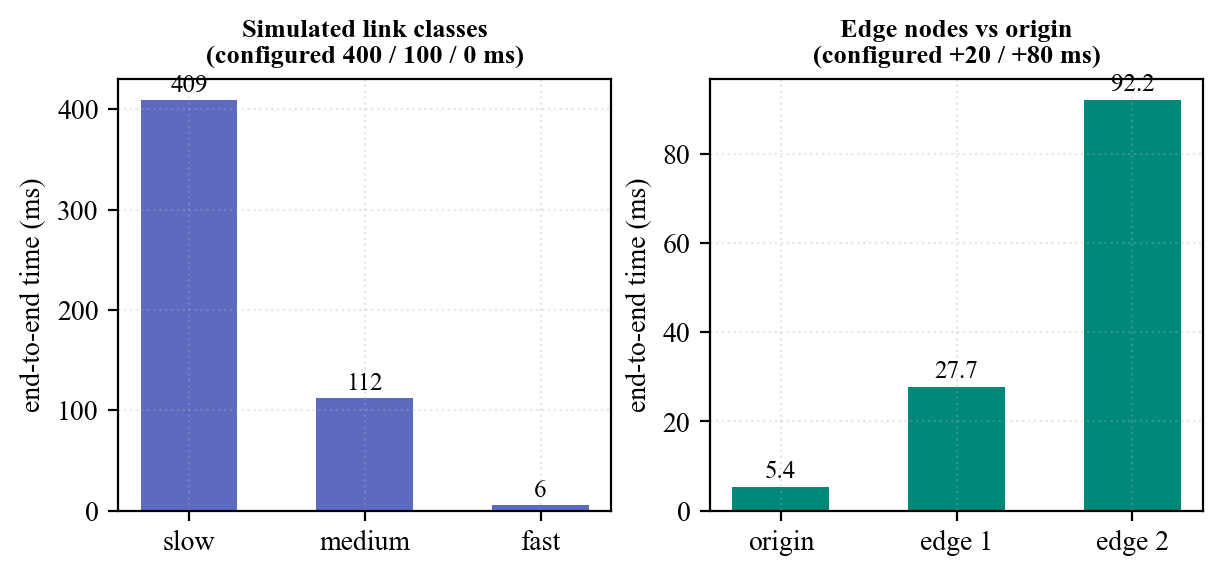 Simulated link classes
(configured 400 / 100 / 0 ms)
end-to-end time (ms)
400
300
200
100
0
409
112
6
slow
medium
fast
Edge nodes vs origin
(configured +20 / +80 ms)
end-to-end time (ms)
80
60
40
20
0
5.4
27.7
92.2
origin
edge 1
edge 2